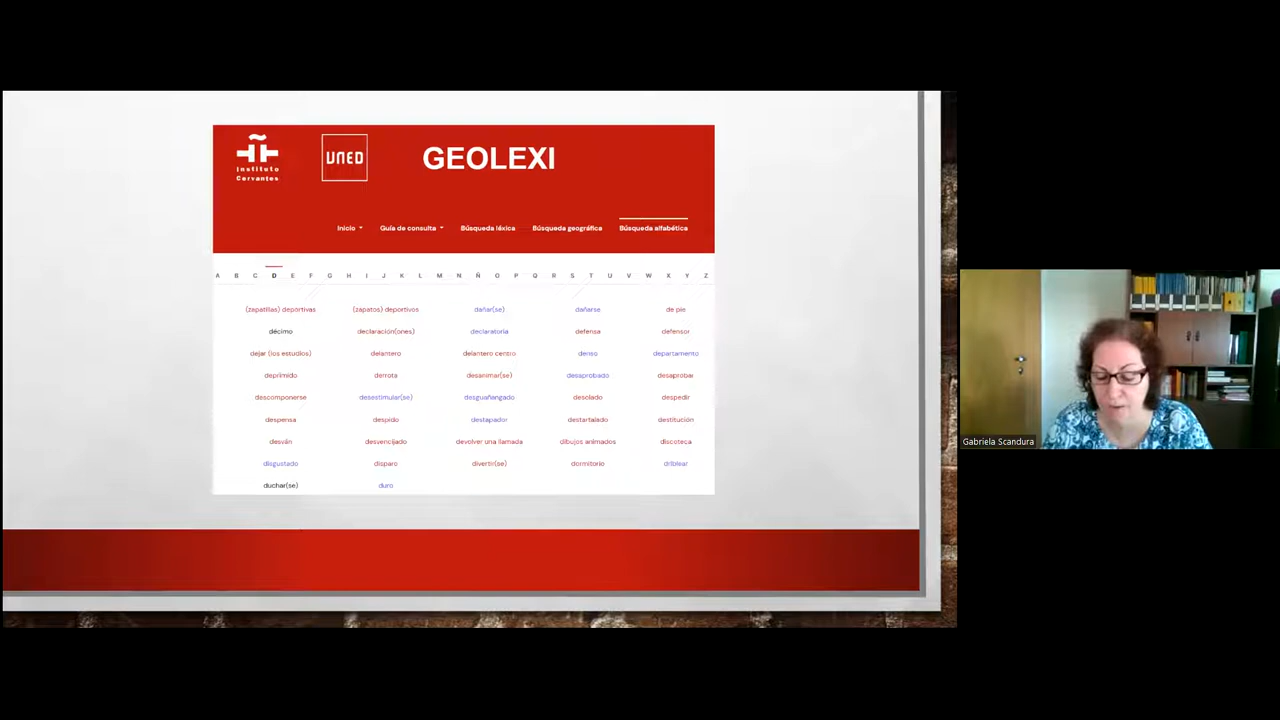 Instituto
Cervantes
UNED
GEOLEXI
Inicio Guía de consulta Búsqueda léxica Búsqueda geográfica Búsqueda alfabética
A B C D E F G H I J K L M N Ñ O P Q R S T U V W X Y Z
(zapatillas) deportivas (zapatos) deportivos dañar(se) dañarse de pie
décimo declaración(ones) declaratoria defensa defensor
dejar (los estudios) delantero delantero centro denso departamento
deprimido derrota desanimar(se) desaprobado desaprobar
descomponerse desestimular(se) desguañangado desolado despedir
despensa despido destapador destartalado destitución
desván desvencijado devolver una llamada dibujos animados discoteca
disgustado disparo divertir(se) dormitorio driblear
duchar(se) duro
Gabriela Scandura